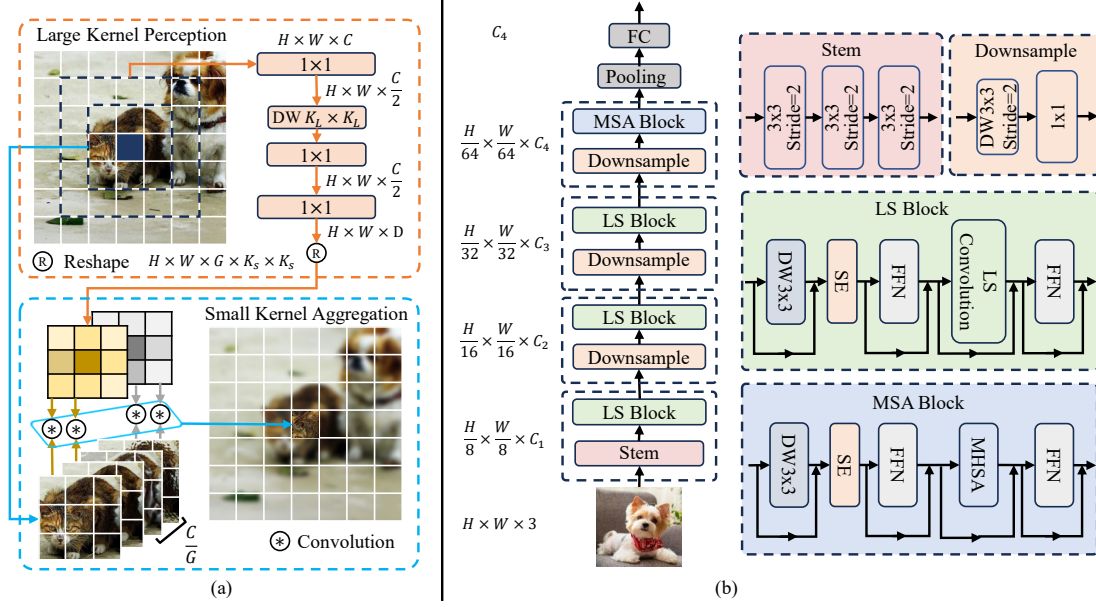 Large Kernel Perception
H × W × C
1×1
H × W × C/2
DW K_L × K_L
1×1
H × W × C/2
1×1
H × W × D
R
R Reshape H × W × G × K_s × K_s
Small Kernel Aggregation
* * * *
C/G
* Convolution
(a)
C_4
FC
Pooling
H/64 × W/64 × C_4
MSA Block
Downsample
H/32 × W/32 × C_3
LS Block
Downsample
H/16 × W/16 × C_2
LS Block
Downsample
H/8 × W/8 × C_1
LS Block
Stem
H × W × 3
Stem
3x3
Stride=2
3x3
Stride=2
3x3
Stride=2
Downsample
DW3x3
Stride=2
1x1
LS Block
DW3x3
SE
FFN
LS
Convolution
FFN
MSA Block
DW3x3
SE
FFN
MHSA
FFN
(b)